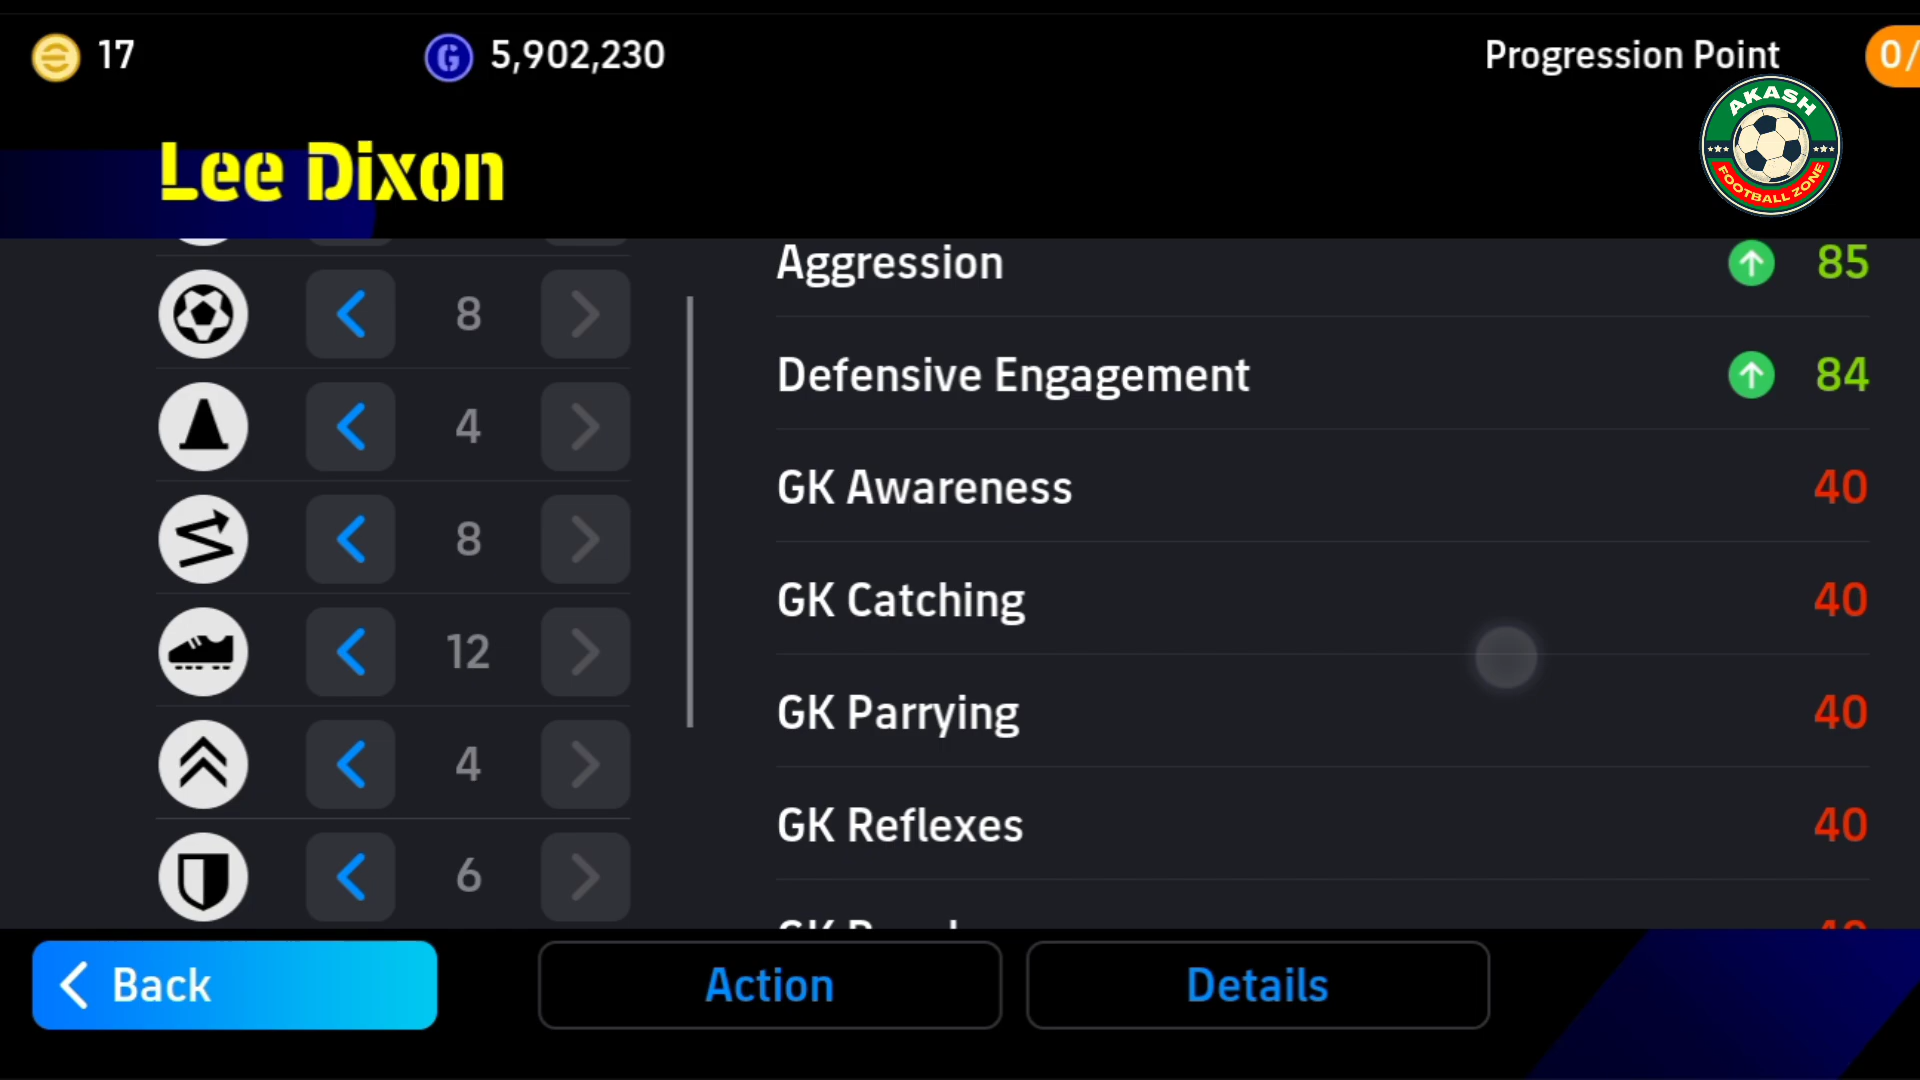 17
5,902,230
Progression Point
0/
AKASH
FOOTBALL ZONE
Lee Dixon
Aggression 85
8
Defensive Engagement 84
4
GK Awareness 40
8
GK Catching 40
12
GK Parrying 40
4
GK Reflexes 40
6
Back
Action
Details